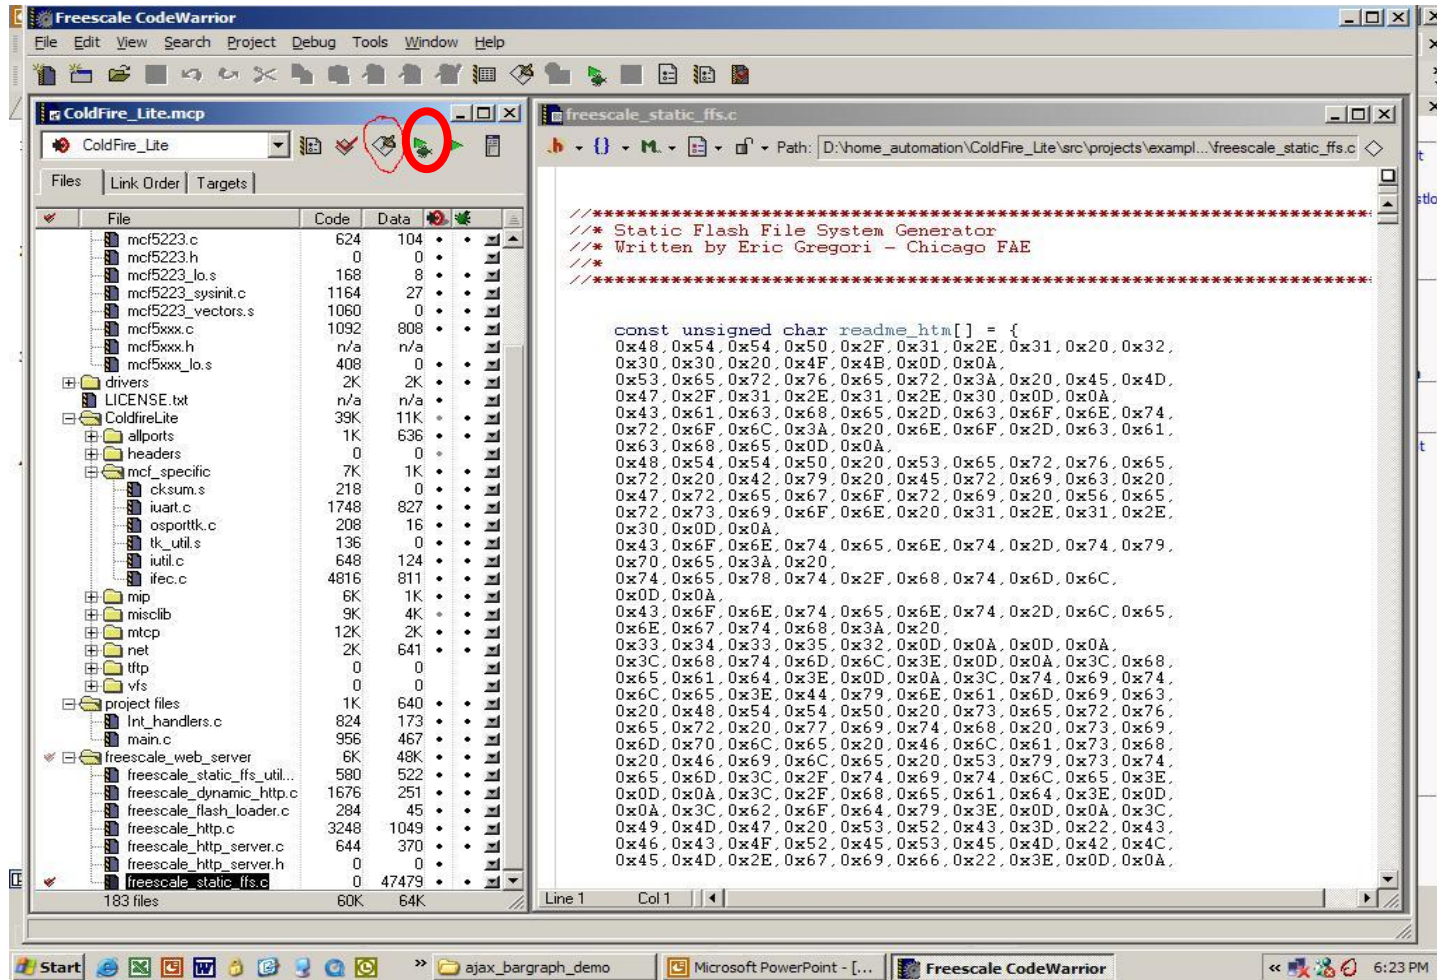 Freescale CodeWarrior
File Edit View Search Project Debug Tools Window Help
ColdFire_Lite.mcp
ColdFire_Lite
Files Link Order Targets
File Code Data
mcf5223.c 624 104
mcf5223.h 0 0
mcf5223_lo.s 168 8
mcf5223_sysinit.c 1164 27
mcf5223_vectors.s 1060 0
mcf5xxx.c 1092 808
mcf5xxx.h n/a n/a
mcf5xxx_lo.s 408 0
drivers 2K 2K
LICENSE.txt n/a n/a
ColdfireLite 39K 11K
allports 1K 636
headers 0 0
mcf_specific 7K 1K
cksum.s 218 0
iuart.c 1748 827
osporttk.c 208 16
tk_util.s 136 0
iutil.c 648 124
ifec.c 4816 811
mip 6K 1K
misclib 9K 4K
mtcp 12K 2K
net 2K 641
tftp 0 0
vfs 0 0
project files 1K 640
Int_handlers.c 824 173
main.c 956 467
freescale_web_server 6K 48K
freescale_static_ffs_util... 580 522
freescale_dynamic_http.c 1676 251
freescale_flash_loader.c 284 45
freescale_http.c 3248 1049
freescale_http_server.c 644 370
freescale_http_server.h 0 0
freescale_static_ffs.c 0 47479
183 files 60K 64K
freescale_static_ffs.c
Path: D:\home_automation\ColdFire_Lite\src\projects\exampl...\freescale_static_ffs.c
//*******************************************************************************
//* Static Flash File System Generator
//* Written by Eric Gregori - Chicago FAE
//*
//*******************************************************************************
const unsigned char readme_htm[] = {
0x48,0x54,0x54,0x50,0x2F,0x31,0x2E,0x31,0x20,0x32,
0x30,0x30,0x20,0x4F,0x4B,0x0D,0x0A,
0x53,0x65,0x72,0x76,0x65,0x72,0x3A,0x20,0x45,0x4D,
0x47,0x2F,0x31,0x2E,0x31,0x2E,0x30,0x0D,0x0A,
0x43,0x61,0x63,0x68,0x65,0x2D,0x63,0x6F,0x6E,0x74,
0x72,0x6F,0x6C,0x3A,0x20,0x6E,0x6F,0x2D,0x63,0x61,
0x63,0x68,0x65,0x0D,0x0A,
0x48,0x54,0x54,0x50,0x20,0x53,0x65,0x72,0x76,0x65,
0x72,0x20,0x42,0x79,0x20,0x45,0x72,0x69,0x63,0x20,
0x47,0x72,0x65,0x67,0x6F,0x72,0x69,0x20,0x56,0x65,
0x72,0x73,0x69,0x6F,0x6E,0x20,0x31,0x2E,0x31,0x2E,
0x30,0x0D,0x0A,
0x43,0x6F,0x6E,0x74,0x65,0x6E,0x74,0x2D,0x74,0x79,
0x70,0x65,0x3A,0x20,
0x74,0x65,0x78,0x74,0x2F,0x68,0x74,0x6D,0x6C,
0x0D,0x0A,
0x43,0x6F,0x6E,0x74,0x65,0x6E,0x74,0x2D,0x6C,0x65,
0x6E,0x67,0x74,0x68,0x3A,0x20,
0x33,0x34,0x33,0x35,0x32,0x0D,0x0A,0x0D,0x0A,
0x3C,0x68,0x74,0x6D,0x6C,0x3E,0x0D,0x0A,0x3C,0x68,
0x65,0x61,0x64,0x3E,0x0D,0x0A,0x3C,0x74,0x69,0x74,
0x6C,0x65,0x3E,0x44,0x79,0x6E,0x61,0x6D,0x69,0x63,
0x20,0x48,0x54,0x54,0x50,0x20,0x73,0x65,0x72,0x76,
0x65,0x72,0x20,0x77,0x69,0x74,0x68,0x20,0x73,0x69,
0x6D,0x70,0x6C,0x65,0x20,0x46,0x6C,0x61,0x73,0x68,
0x20,0x46,0x69,0x6C,0x65,0x20,0x53,0x79,0x73,0x74,
0x65,0x6D,0x3C,0x2F,0x74,0x69,0x74,0x6C,0x65,0x3E,
0x0D,0x0A,0x3C,0x2F,0x68,0x65,0x61,0x64,0x3E,0x0D,
0x0A,0x3C,0x62,0x6F,0x64,0x79,0x3E,0x0D,0x0A,0x3C,
0x49,0x4D,0x47,0x20,0x53,0x52,0x43,0x3D,0x22,0x43,
0x46,0x43,0x4F,0x52,0x45,0x53,0x45,0x4D,0x42,0x4C,
0x45,0x4D,0x2E,0x67,0x69,0x66,0x22,0x3E,0x0D,0x0A,
Line 1 Col 1
Start ajax_bargraph_demo Microsoft PowerPoint - [... Freescale CodeWarrior 6:23 PM